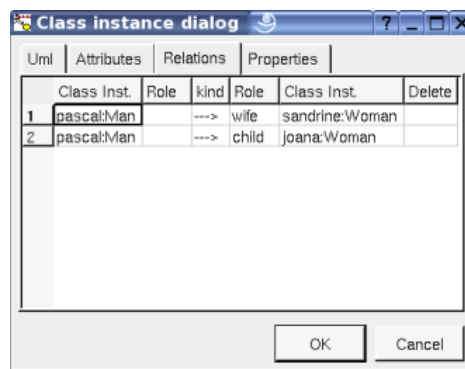 Class instance dialog ?
Uml Attributes Relations Properties
Class Inst. Role kind Role Class Inst. Delete
1 pascal:Man ---> wife sandrine:Woman
2 pascal:Man ---> child joana:Woman
OK Cancel